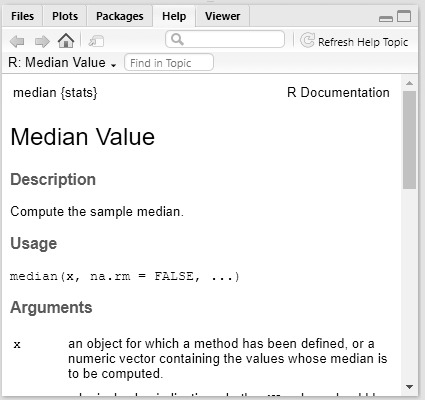 Files Plots Packages Help Viewer
Refresh Help Topic
R: Median Value Find in Topic
median {stats} R Documentation
Median Value
Description
Compute the sample median.
Usage
median(x, na.rm = FALSE, ...)
Arguments
x an object for which a method has been defined, or a
numeric vector containing the values whose median is
to be computed.